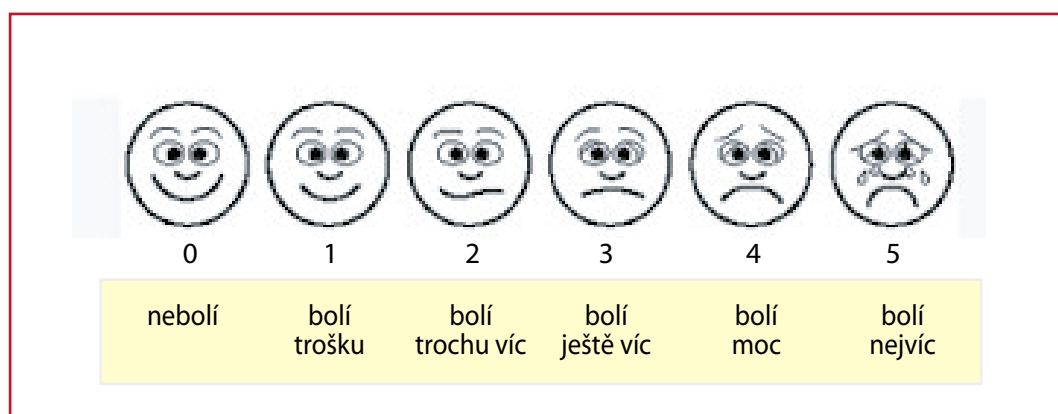 0 1 2 3 4 5
nebolí bolí bolí bolí bolí bolí
trošku trochu víc ještě víc moc nejvíc